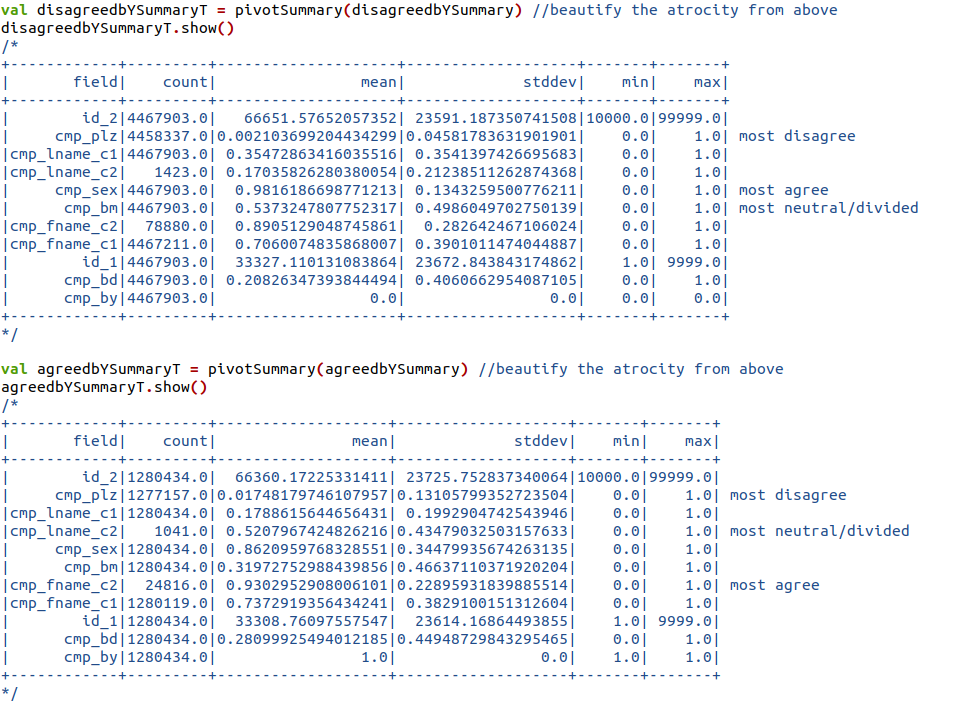 val disagreedbYSummaryT = pivotSummary(disagreedbYSummary) //beautify the atrocity from above
disagreedbYSummaryT.show()
/*
+------------+---------+--------------------+-------------------+-------+-------+
|       field|    count|                mean|             stddev|    min|    max|
+------------+---------+--------------------+-------------------+-------+-------+
|        id_2|4467903.0|   66651.57652057352| 23591.187350741508|10000.0|99999.0|
|     cmp_plz|4458337.0|0.002103699204434299|0.04581783631901901|    0.0|    1.0| most disagree
|cmp_lname_c1|4467903.0| 0.35472863416035516| 0.3541397426695683|    0.0|    1.0|
|cmp_lname_c2|   1423.0| 0.17035826280380054|0.21238511262874368|    0.0|    1.0|
|     cmp_sex|4467903.0|  0.9816186698771213| 0.1343259500776211|    0.0|    1.0| most agree
|      cmp_bm|4467903.0|  0.5373247807752317| 0.4986049702750139|    0.0|    1.0| most neutral/divided
|cmp_fname_c2|  78880.0|  0.8905129048745861|  0.282642467106024|    0.0|    1.0|
|cmp_fname_c1|4467211.0|  0.7060074835868007| 0.3901011474044887|    0.0|    1.0|
|        id_1|4467903.0|  33327.110131083864| 23672.843843174862|    1.0| 9999.0|
|      cmp_bd|4467903.0| 0.20826347393844494| 0.4060662954087105|    0.0|    1.0|
|      cmp_by|4467903.0|                 0.0|                0.0|    0.0|    0.0|
+------------+---------+--------------------+-------------------+-------+-------+
*/
val agreedbYSummaryT = pivotSummary(agreedbYSummary) //beautify the atrocity from above
agreedbYSummaryT.show()
/*
+------------+---------+-------------------+-------------------+-------+-------+
|       field|    count|               mean|             stddev|    min|    max|
+------------+---------+-------------------+-------------------+-------+-------+
|        id_2|1280434.0|  66360.17225331411| 23725.752837340064|10000.0|99999.0|
|     cmp_plz|1277157.0|0.01748179746107957|0.13105799352723504|    0.0|    1.0| most disagree
|cmp_lname_c1|1280434.0| 0.1788615644656431| 0.1992904742543946|    0.0|    1.0|
|cmp_lname_c2|   1041.0| 0.5207967424826216|0.43479032503157633|    0.0|    1.0| most neutral/divided
|     cmp_sex|1280434.0| 0.8620959768328551|0.34479935674263135|    0.0|    1.0|
|      cmp_bm|1280434.0|0.31972752988439856|0.46637110371920204|    0.0|    1.0|
|cmp_fname_c2|  24816.0| 0.9302952908006101|0.22895931839885514|    0.0|    1.0| most agree
|cmp_fname_c1|1280119.0| 0.7372919356434241| 0.3829100151312604|    0.0|    1.0|
|        id_1|1280434.0|  33308.76097557547|  23614.16864493855|    1.0| 9999.0|
|      cmp_bd|1280434.0|0.28099925494012185|0.44948729843295465|    0.0|    1.0|
|      cmp_by|1280434.0|                1.0|                0.0|    1.0|    1.0|
+------------+---------+-------------------+-------------------+-------+-------+
*/